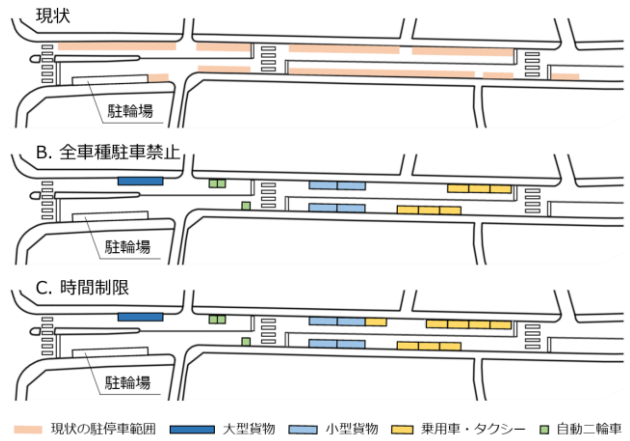 現状
駐輪場
B. 全車種駐車禁止
駐輪場
C. 時間制限
駐輪場
現状の駐停車範囲 大型貨物 小型貨物 乗用車・タクシー 自動二輪車